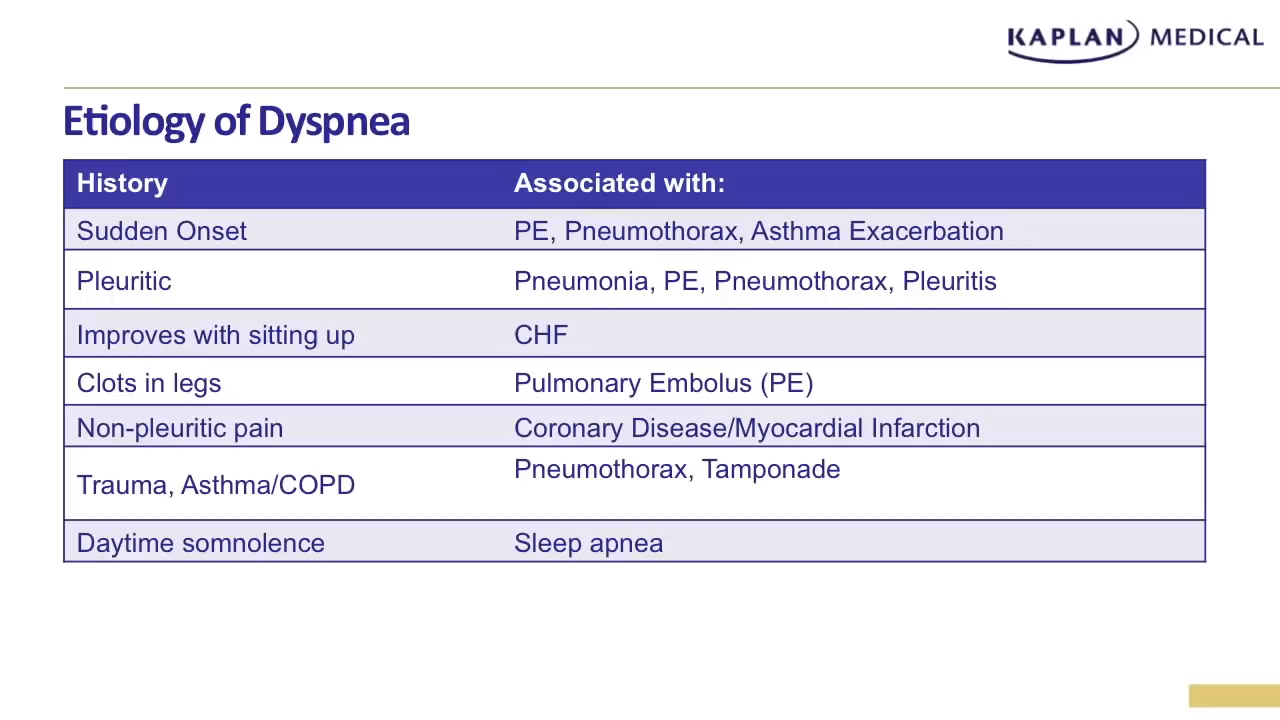 KAPLAN MEDICAL
Etiology of Dyspnea
History Associated with:
Sudden Onset PE, Pneumothorax, Asthma Exacerbation
Pleuritic Pneumonia, PE, Pneumothorax, Pleuritis
Improves with sitting up CHF
Clots in legs Pulmonary Embolus (PE)
Non-pleuritic pain Coronary Disease/Myocardial Infarction
Trauma, Asthma/COPD Pneumothorax, Tamponade
Daytime somnolence Sleep apnea